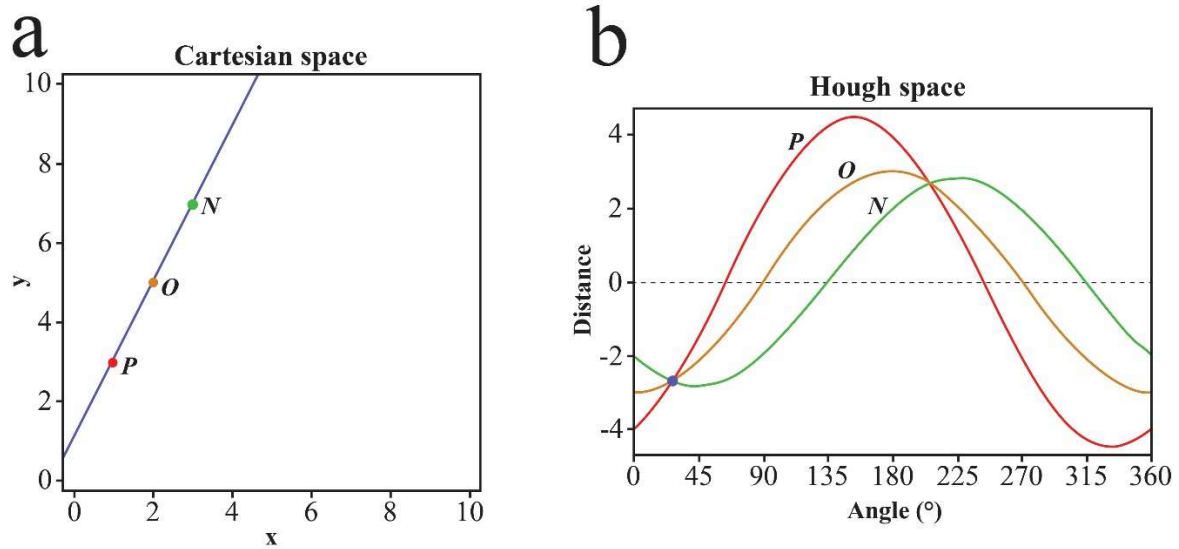 a
Cartesian space
10
8
6
4
2
0
y
N
O
P
0 2 4 6 8 10
x
b
Hough space
4
2
0
-2
-4
Distance
P
O
N
0 45 90 135 180 225 270 315 360
Angle (°)